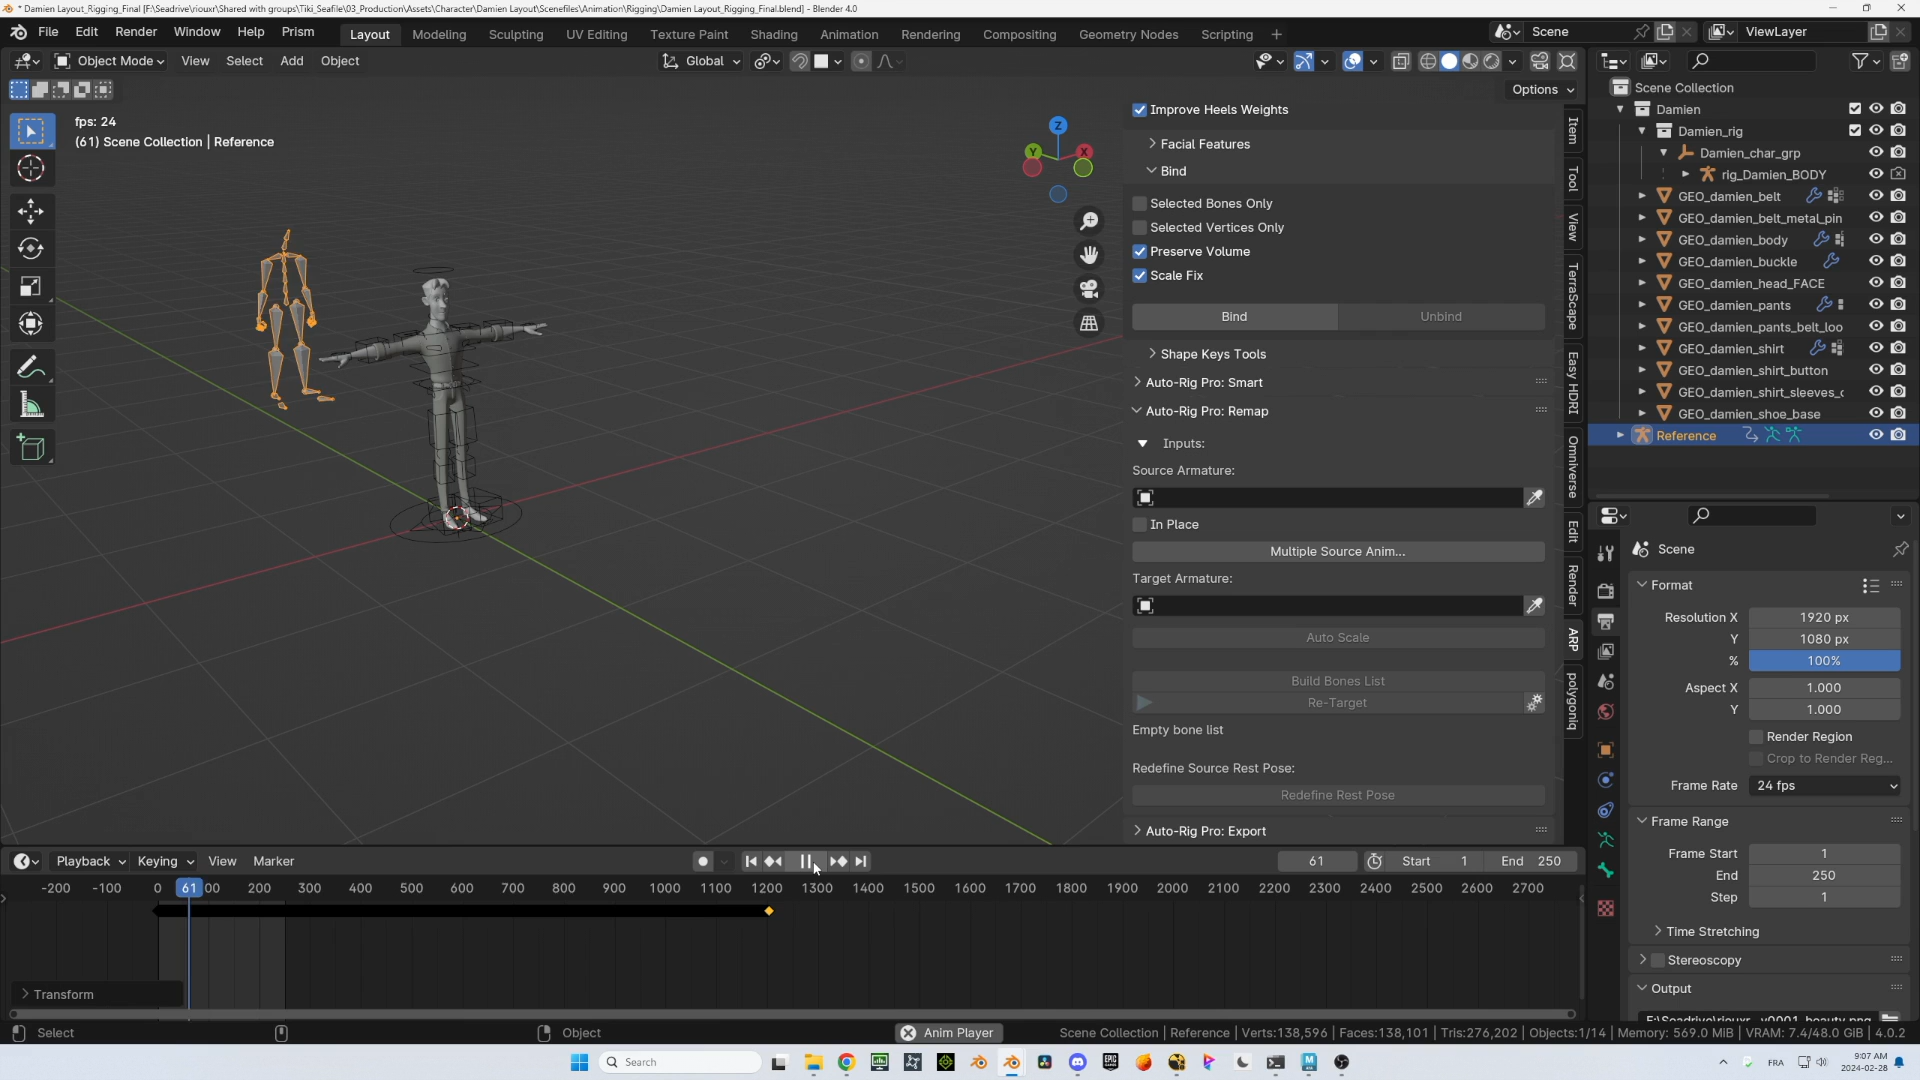 * Damien Layout_Rigging_Final [F:\Seadrive\riouxr\Shared with groups\Tiki_Seafile\03_Production\Assets\Character\Damien Layout\Scenefiles\Animation\Rigging\Damien Layout_Rigging_Final.blend] - Blender 4.0
File Edit Render Window Help Prism Layout Modeling Sculpting UV Editing Texture Paint Shading Animation Rendering Compositing Geometry Nodes Scripting + Scene ViewLayer
Object Mode View Select Add Object Global
Options
fps: 24
(61) Scene Collection | Reference
Z
Y
X
Improve Heels Weights
Facial Features
Bind
Selected Bones Only
Selected Vertices Only
Preserve Volume
Scale Fix
Bind Unbind
Shape Keys Tools
Auto-Rig Pro: Smart
Auto-Rig Pro: Remap
Inputs:
Source Armature:
In Place
Multiple Source Anim...
Target Armature:
Auto Scale
Build Bones List
Re-Target
Empty bone list
Redefine Source Rest Pose:
Redefine Rest Pose
Auto-Rig Pro: Export
Item
Tool
View
TerraScape
Easy HDRI
Omniverse
Edit
Render
ARP
polygoniq
Scene Collection
Damien
Damien_rig
Damien_char_grp
rig_Damien_BODY
GEO_damien_belt
GEO_damien_belt_metal_pin
GEO_damien_body
GEO_damien_buckle
GEO_damien_head_FACE
GEO_damien_pants
GEO_damien_pants_belt_loo
GEO_damien_shirt
GEO_damien_shirt_button
GEO_damien_shirt_sleeves_c
GEO_damien_shoe_base
Reference
Scene
Format
Resolution X 1920 px
Y 1080 px
% 100%
Aspect X 1.000
Y 1.000
Render Region
Crop to Render Reg...
Frame Rate 24 fps
Frame Range
Frame Start 1
End 250
Step 1
Time Stretching
Stereoscopy
Output
Playback Keying View Marker 61 Start 1 End 250
-200 -100 0 61 00 200 300 400 500 600 700 800 900 1000 1100 1200 1300 1400 1500 1600 1700 1800 1900 2000 2100 2200 2300 2400 2500 2600 2700
Transform
Select Object Anim Player Scene Collection | Reference | Verts:138,596 | Faces:138,101 | Tris:276,202 | Objects:1/14 | Memory: 569.0 MiB | VRAM: 7.4/48.0 GiB | 4.0.2
Search FRA 9:07 AM
2024-02-28